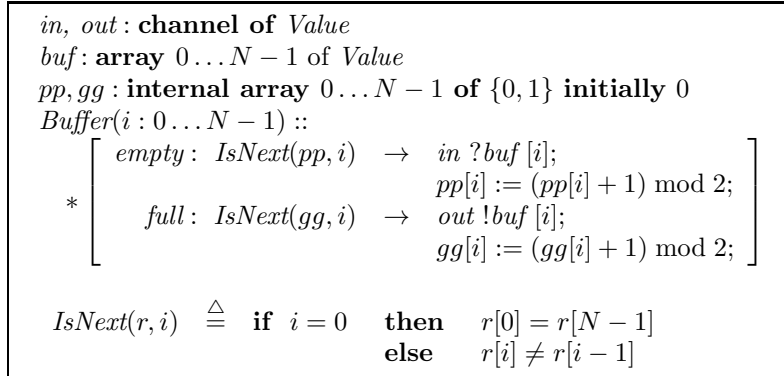 in, out : channel of Value
buf : array 0 . . . N − 1 of Value
pp, gg : internal array 0 . . . N − 1 of {0, 1} initially 0
Buffer(i : 0 . . . N − 1) ::
* [ empty : IsNext(pp, i) → in ?buf [i];
pp[i] := (pp[i] + 1) mod 2;
full : IsNext(gg, i) → out !buf [i];
gg[i] := (gg[i] + 1) mod 2; ]
IsNext(r, i) ≜ if i = 0 then r[0] = r[N − 1]
else r[i] ≠ r[i − 1]